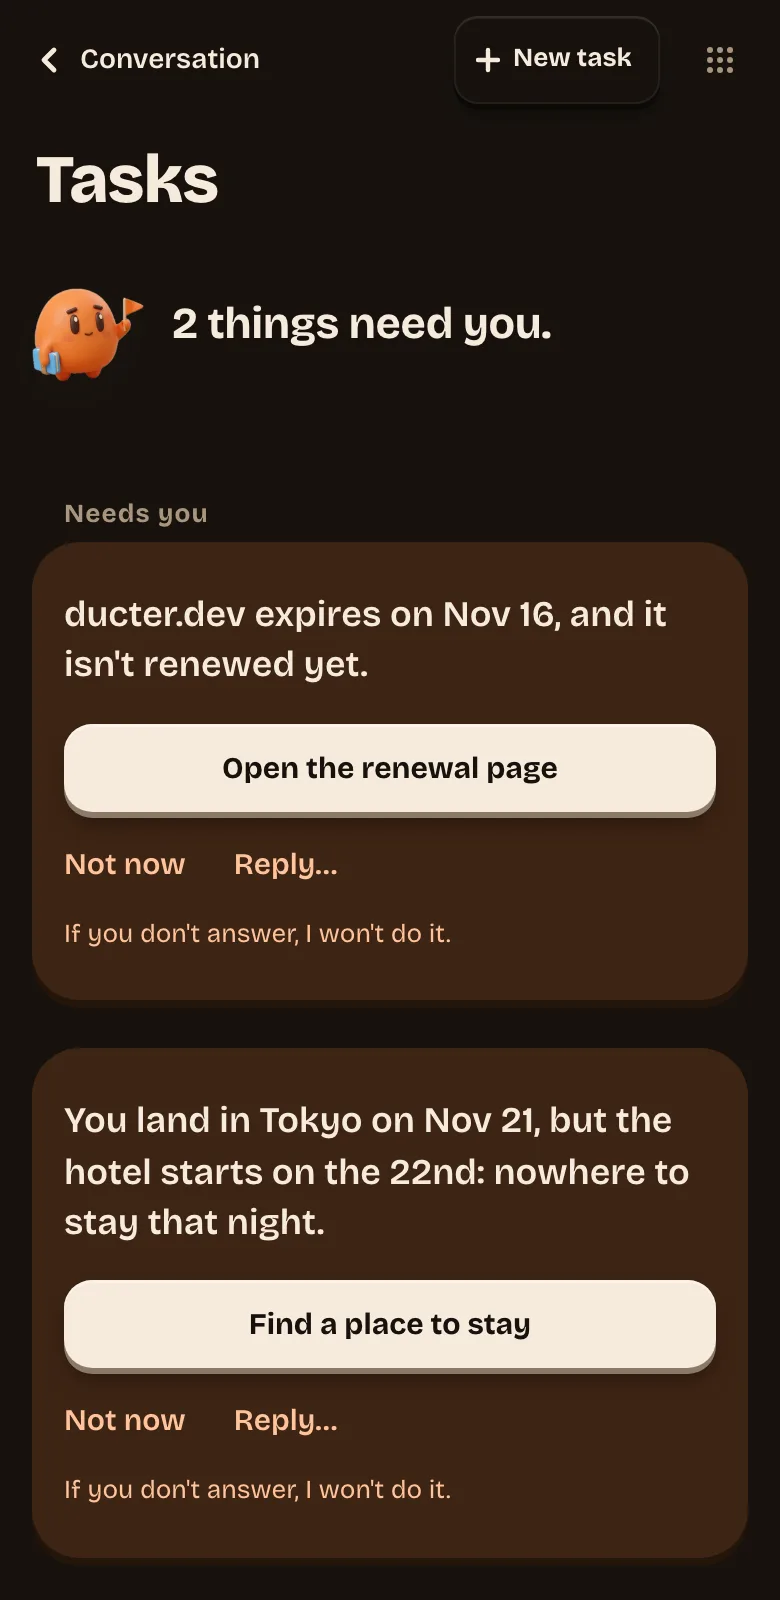 Conversation
New task
Tasks
2 things need you.
Needs you
ducter.dev expires on Nov 16, and it
isn't renewed yet.
Open the renewal page
Not now Reply...
If you don't answer, I won't do it.
You land in Tokyo on Nov 21, but the
hotel starts on the 22nd: nowhere to
stay that night.
Find a place to stay
Not now Reply...
If you don't answer, I won't do it.